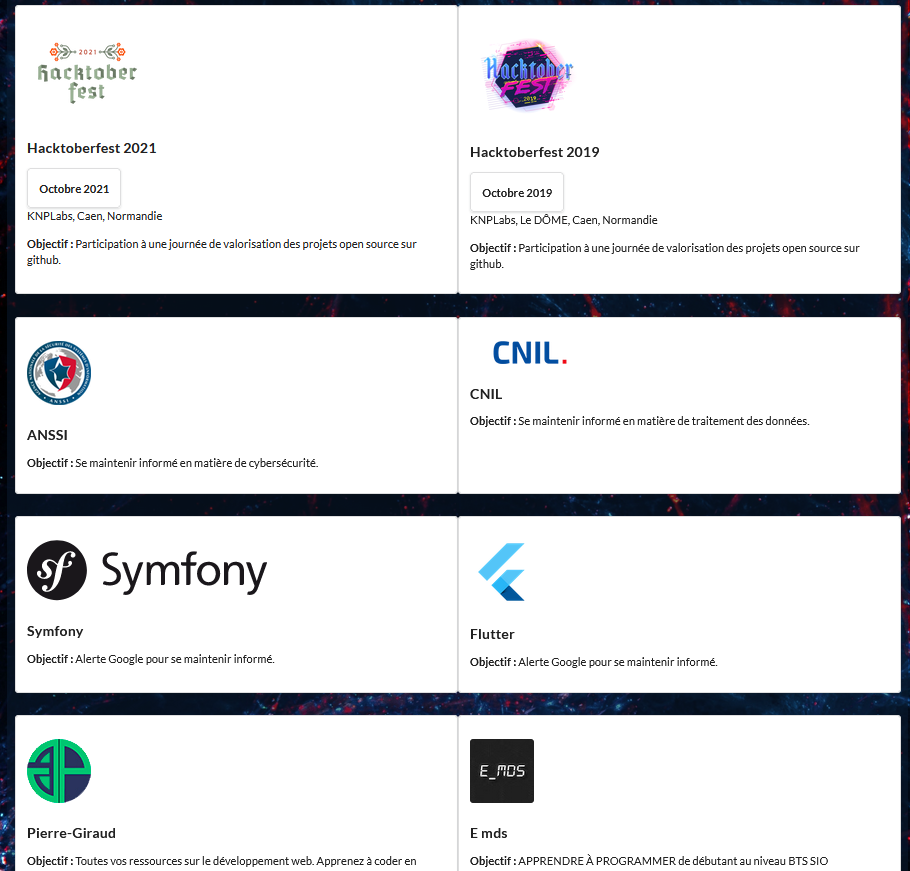 2021
Hacktober
fest
Hacktoberfest 2021
Octobre 2021
KNPLabs, Caen, Normandie
Objectif : Participation à une journée de valorisation des projets open source sur
github.
Hacktober
FEST
2019
Hacktoberfest 2019
Octobre 2019
KNPLabs, Le DÔME, Caen, Normandie
Objectif : Participation à une journée de valorisation des projets open source sur
github.
ANSSI
ANSSI
Objectif : Se maintenir informé en matière de cybersécurité.
CNIL.
CNIL
Objectif : Se maintenir informé en matière de traitement des données.
sf Symfony
Symfony
Objectif : Alerte Google pour se maintenir informé.
Flutter
Objectif : Alerte Google pour se maintenir informé.
Pierre-Giraud
Objectif : Toutes vos ressources sur le développement web. Apprenez à coder en
E_MDS
E mds
Objectif : APPRENDRE À PROGRAMMER de débutant au niveau BTS SIO